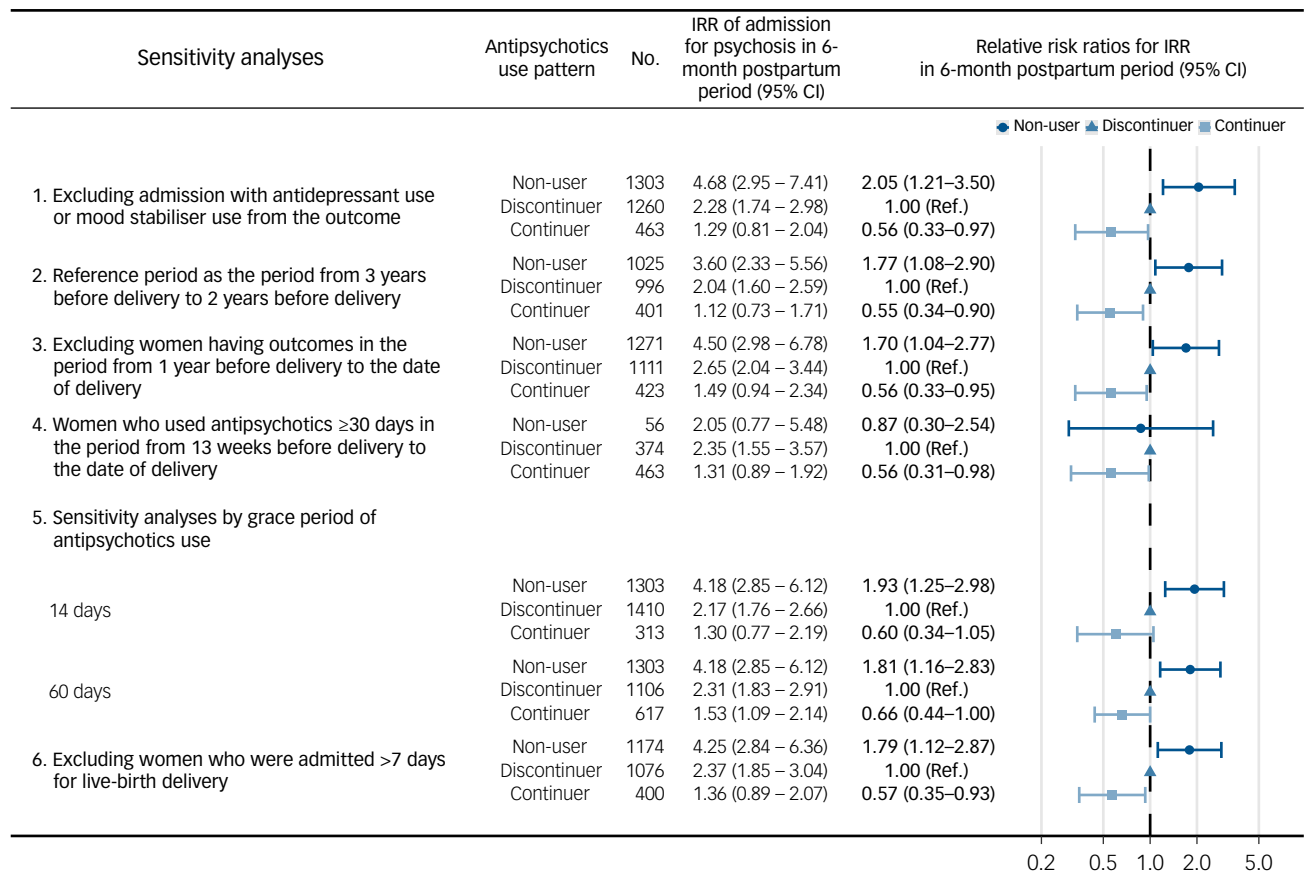 Sensitivity analyses
Antipsychotics
use pattern
No.
IRR of admission
for psychosis in 6-
month postpartum
period (95% CI)
Relative risk ratios for IRR
in 6-month postpartum period (95% CI)
Non-user Discontinuer Continuer
1. Excluding admission with antidepressant use
or mood stabiliser use from the outcome
Non-user 1303 4.68 (2.95 – 7.41) 2.05 (1.21–3.50)
Discontinuer 1260 2.28 (1.74 – 2.98) 1.00 (Ref.)
Continuer 463 1.29 (0.81 – 2.04) 0.56 (0.33–0.97)
2. Reference period as the period from 3 years
before delivery to 2 years before delivery
Non-user 1025 3.60 (2.33 – 5.56) 1.77 (1.08–2.90)
Discontinuer 996 2.04 (1.60 – 2.59) 1.00 (Ref.)
Continuer 401 1.12 (0.73 – 1.71) 0.55 (0.34–0.90)
3. Excluding women having outcomes in the
period from 1 year before delivery to the date
of delivery
Non-user 1271 4.50 (2.98 – 6.78) 1.70 (1.04–2.77)
Discontinuer 1111 2.65 (2.04 – 3.44) 1.00 (Ref.)
Continuer 423 1.49 (0.94 – 2.34) 0.56 (0.33–0.95)
4. Women who used antipsychotics ≥30 days in
the period from 13 weeks before delivery to
the date of delivery
Non-user 56 2.05 (0.77 – 5.48) 0.87 (0.30–2.54)
Discontinuer 374 2.35 (1.55 – 3.57) 1.00 (Ref.)
Continuer 463 1.31 (0.89 – 1.92) 0.56 (0.31–0.98)
5. Sensitivity analyses by grace period of
antipsychotics use
14 days
Non-user 1303 4.18 (2.85 – 6.12) 1.93 (1.25–2.98)
Discontinuer 1410 2.17 (1.76 – 2.66) 1.00 (Ref.)
Continuer 313 1.30 (0.77 – 2.19) 0.60 (0.34–1.05)
60 days
Non-user 1303 4.18 (2.85 – 6.12) 1.81 (1.16–2.83)
Discontinuer 1106 2.31 (1.83 – 2.91) 1.00 (Ref.)
Continuer 617 1.53 (1.09 – 2.14) 0.66 (0.44–1.00)
6. Excluding women who were admitted >7 days
for live-birth delivery
Non-user 1174 4.25 (2.84 – 6.36) 1.79 (1.12–2.87)
Discontinuer 1076 2.37 (1.85 – 3.04) 1.00 (Ref.)
Continuer 400 1.36 (0.89 – 2.07) 0.57 (0.35–0.93)
0.2 0.5 1.0 2.0 5.0